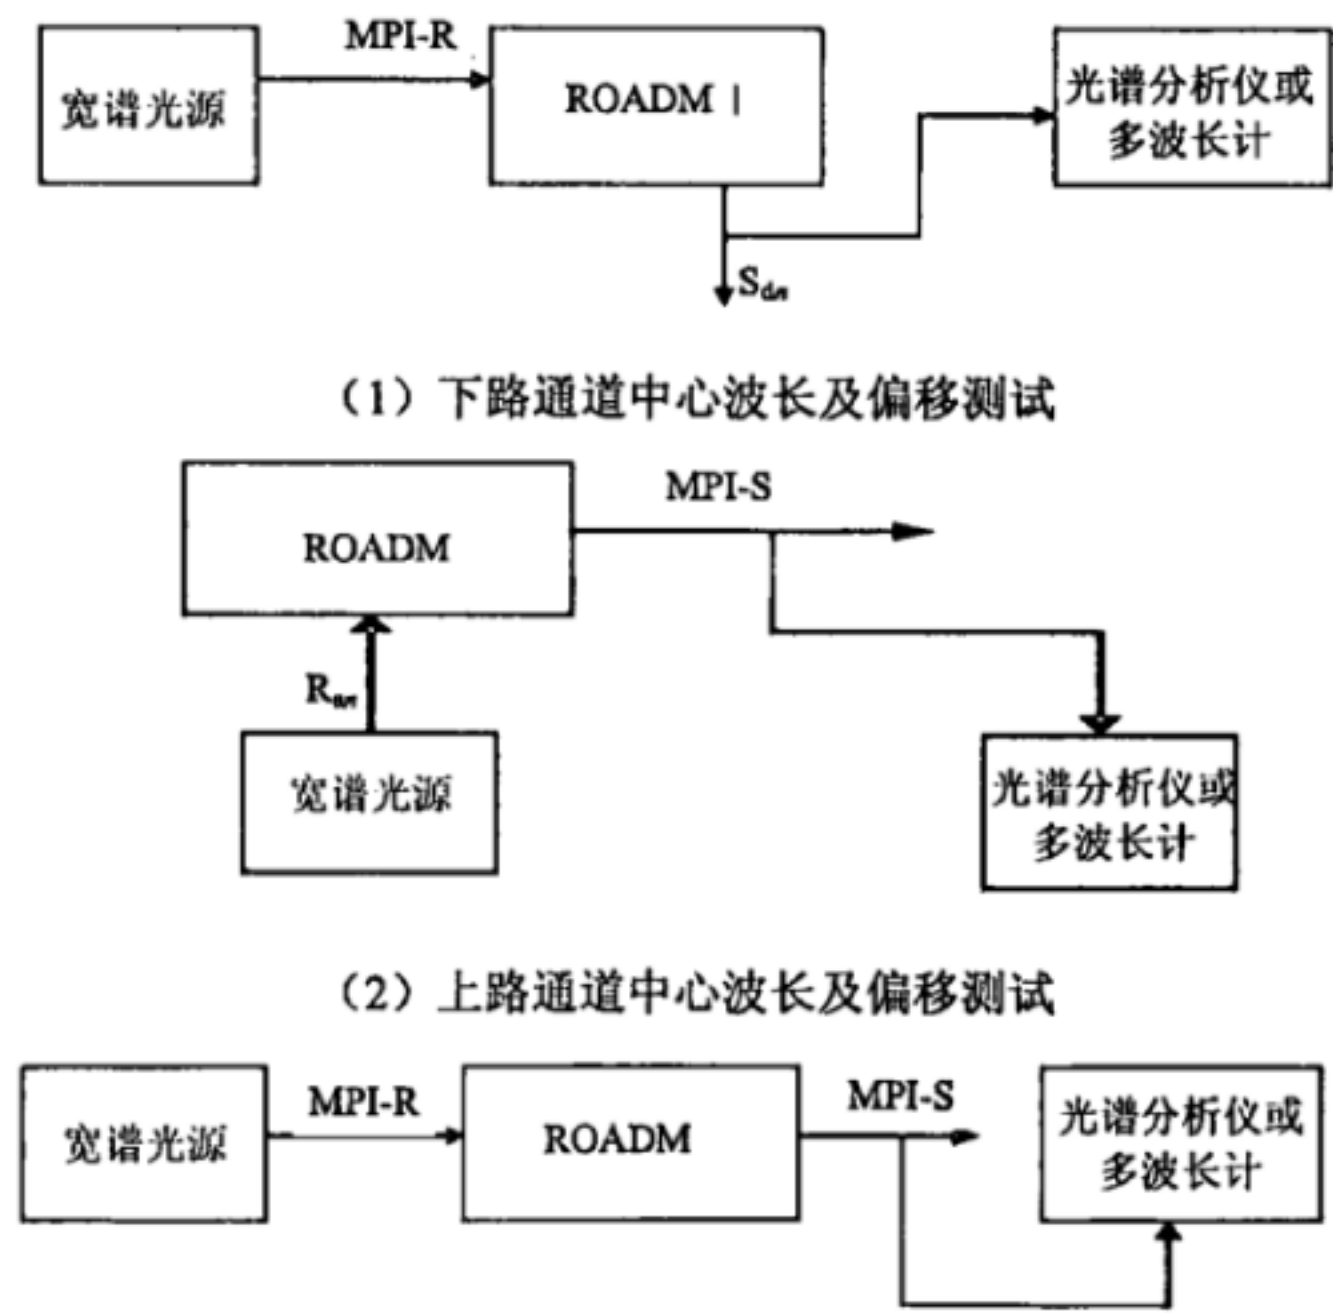 MPI-R
宽谱光源
ROADM
光谱分析仪或
多波长计
S
（1）下路通道中心波长及偏移测试
MPI-S
ROADM
R
宽谱光源
光谱分析仪或
多波长计
（2）上路通道中心波长及偏移测试
宽谱光源
MPI-R
ROADM
MPI-S
光谱分析仪或
多波长计